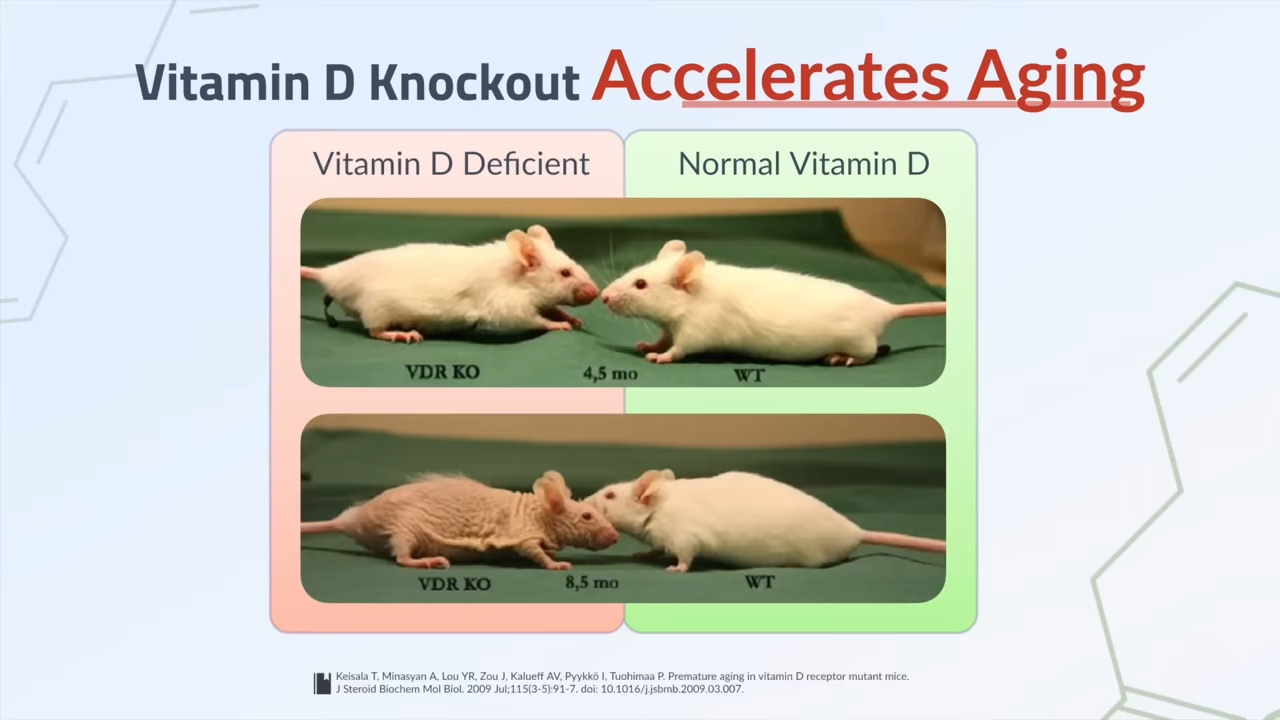 Vitamin D Knockout Accelerates Aging
Vitamin D Deficient
Normal Vitamin D
VDR KO
4,5 mo
WT
VDR KO
8,5 mo
WT
Keisala T, Minasyan A, Lou YR, Zou J, Kalueff AV, Pyykkö I, Tuohimaa P. Premature aging in vitamin D receptor mutant mice.
J Steroid Biochem Mol Biol. 2009 Jul;115(3-5):91-7. doi: 10.1016/j.jsbmb.2009.03.007.